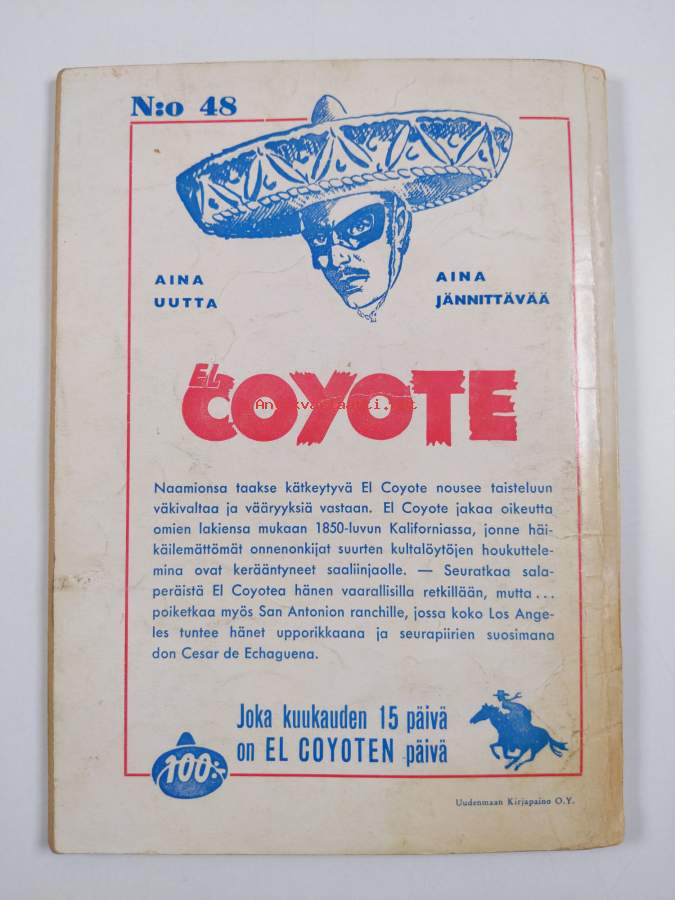 N:o 48
AINA
UUTTA
AINA
JÄNNITTÄVÄÄ
EL
COYOTE
Antikvariaatti.net
Naamionsa taakse kätkeytyvä El Coyote nousee taisteluun
väkivaltaa ja vääryyksiä vastaan. El Coyote jakaa oikeutta
omien lakiensa mukaan 1850-luvun Kaliforniassa, jonne häi-
käilemättömät onnenonkijat suurten kultalöytöjen houkuttele-
mina ovat kerääntyneet saaliinjaolle. — Seuratkaa sala-
peräistä El Coyotea hänen vaarallisilla retkillään, mutta...
poiketkaa myös San Antonion ranchille, jossa koko Los Ange-
les tuntee hänet upporikkaana ja seurapiirien suosimana
don Cesar de Echaguena.
Joka kuukauden 15 päivä
on EL COYOTEN päivä
100:-
Uudenmaan Kirjapaino O.Y.